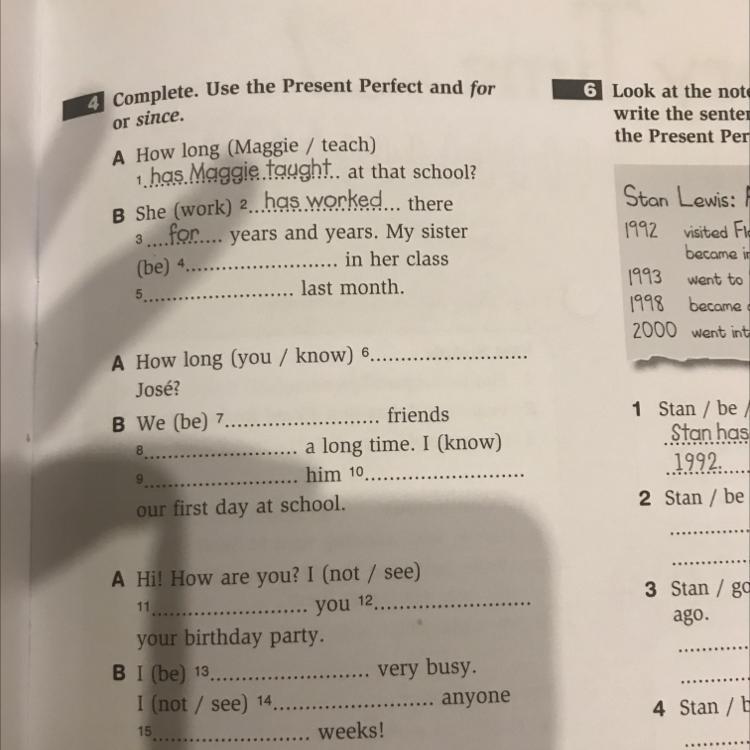 4 Complete. Use the Present Perfect and for
or since.
A How long (Maggie / teach)
1 has Maggie taught.. at that school?
B She (work) 2...has worked... there
3 ....for.... years and years. My sister
(be) 4........................... in her class
5........................... last month.
A How long (you / know) 6...........................
José?
B We (be) 7........................... friends
8........................... a long time. I (know)
9........................... him 10...........................
our first day at school.
A Hi! How are you? I (not / see)
11........................... you 12...........................
your birthday party.
B I (be) 13........................... very busy.
I (not / see) 14........................... anyone
15........................... weeks!
6 Look at the note
write the senten
the Present Per
Stan Lewis:
1992 visited Fl
became i
1993 went to
1998 became
2000 went int
1 Stan / be /
Stan has
1992.....
2 Stan / be
3 Stan / go
ago.
4 Stan / b